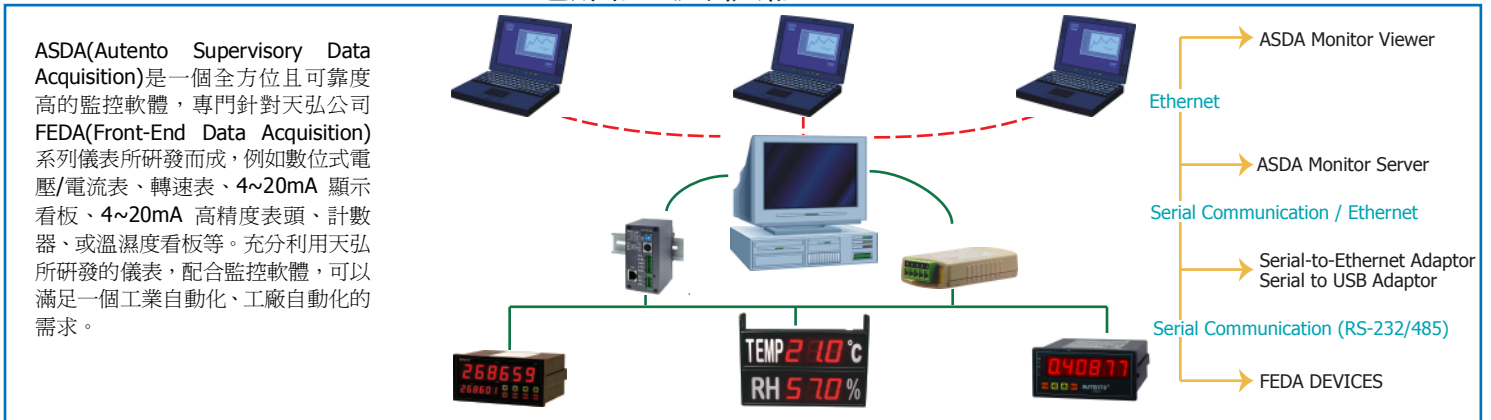 ASDA(Autento Supervisory Data
Acquisition)是一個全方位且可靠度
高的監控軟體，專門針對天弘公司
FEDA(Front-End Data Acquisition)
系列儀表所研發而成，例如數位式電
壓/電流表、轉速表、4~20mA 顯示
看板、4~20mA 高精度表頭、計數
器、或溫濕度看板等。充分利用天弘
所研發的儀表，配合監控軟體，可以
滿足一個工業自動化、工廠自動化的
需求。
ASDA Monitor Viewer
Ethernet
ASDA Monitor Server
Serial Communication / Ethernet
Serial-to-Ethernet Adaptor
Serial to USB Adaptor
Serial Communication (RS-232/485)
FEDA DEVICES
268659
268601
TEMP 21.0 °c
RH 57.0 %
0.40877
AUTENTO